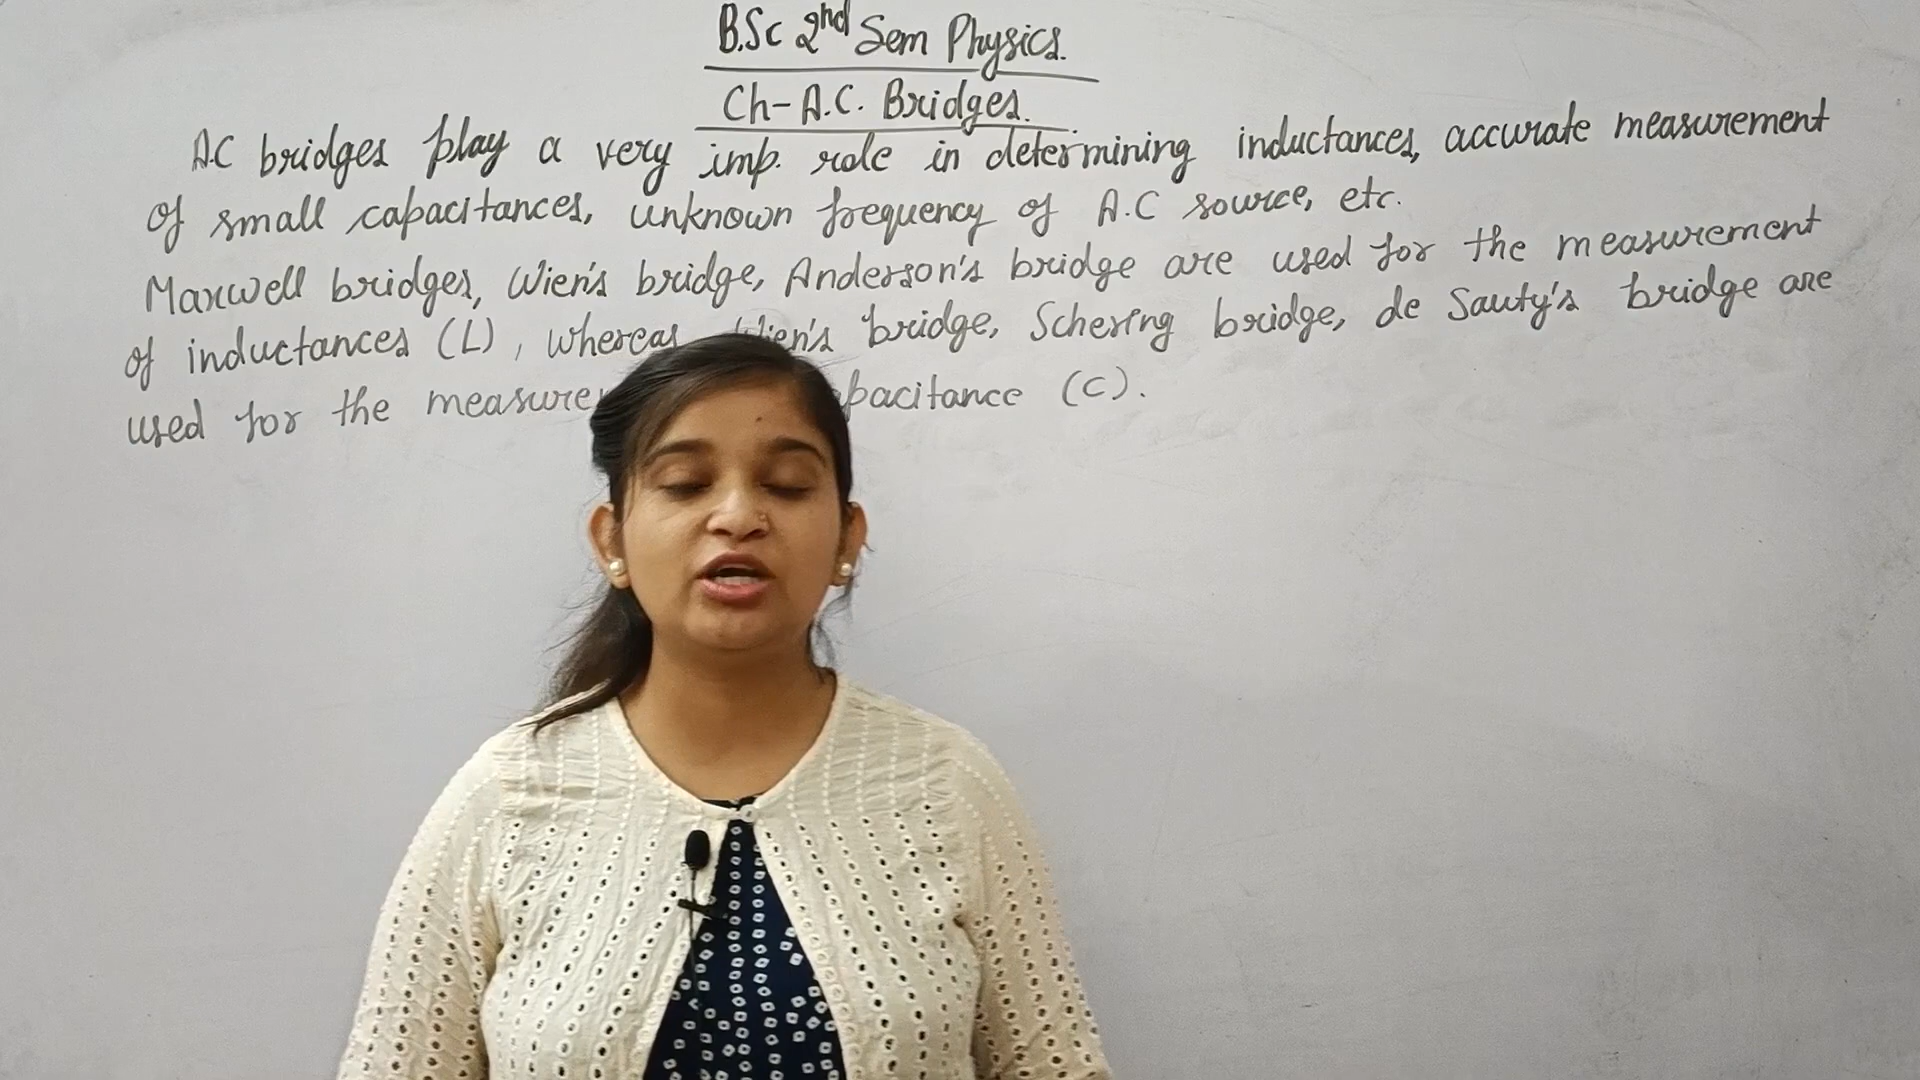 B.Sc 2nd Sem Physics.
Ch- A.C. Bridges.
A.C bridges play a very imp. role in determining inductances, accurate measurement
of small capacitances, unknown frequency of A.C source, etc.
Maxwell bridges, Wien's bridge, Anderson's bridge are used for the measurement
of inductances (L), whereas Wien's bridge, Schering bridge, de Sauty's bridge are
used for the (C).